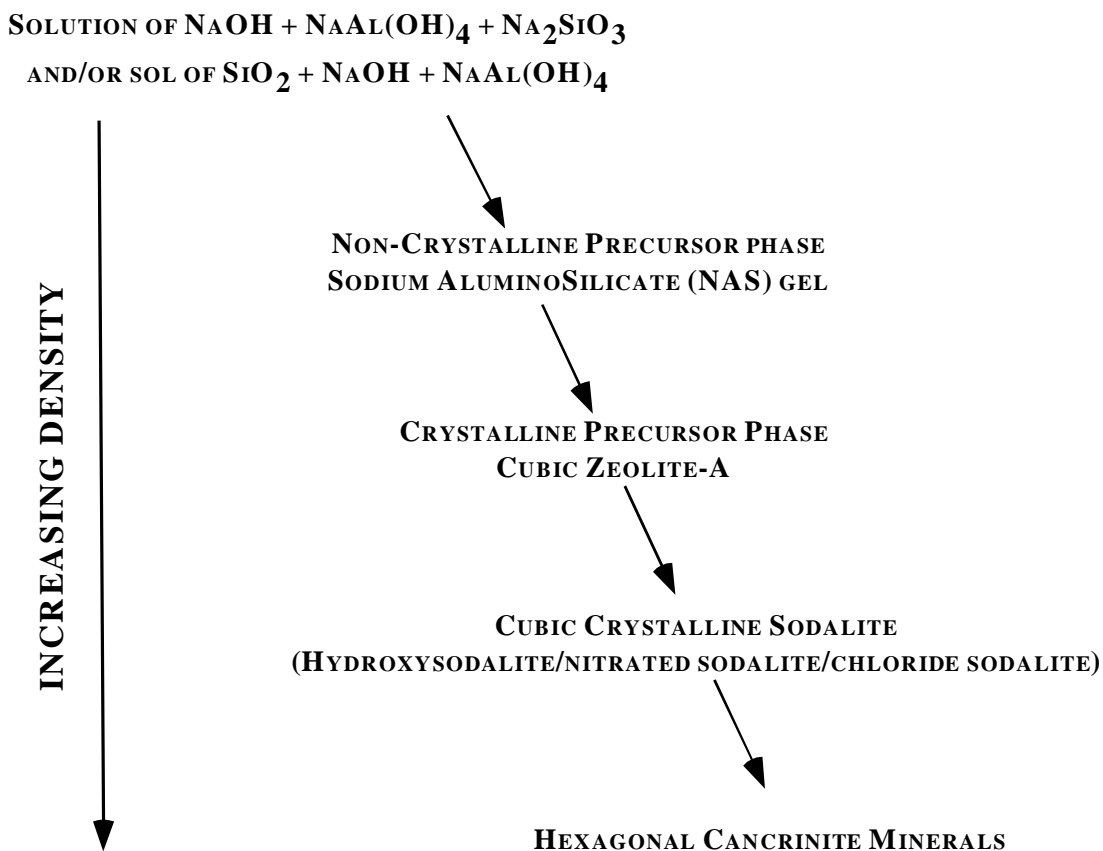 SOLUTION OF NAOH + NAAL(OH)4 + NA2SIO3
AND/OR SOL OF SIO2 + NAOH + NAAL(OH)4
NON-CRYSTALLINE PRECURSOR PHASE
SODIUM ALUMINOSILICATE (NAS) GEL
INCREASING DENSITY
CRYSTALLINE PRECURSOR PHASE
CUBIC ZEOLITE-A
CUBIC CRYSTALLINE SODALITE
(HYDROXYSODALITE/NITRATED SODALITE/CHLORIDE SODALITE)
HEXAGONAL CANCRINITE MINERALS